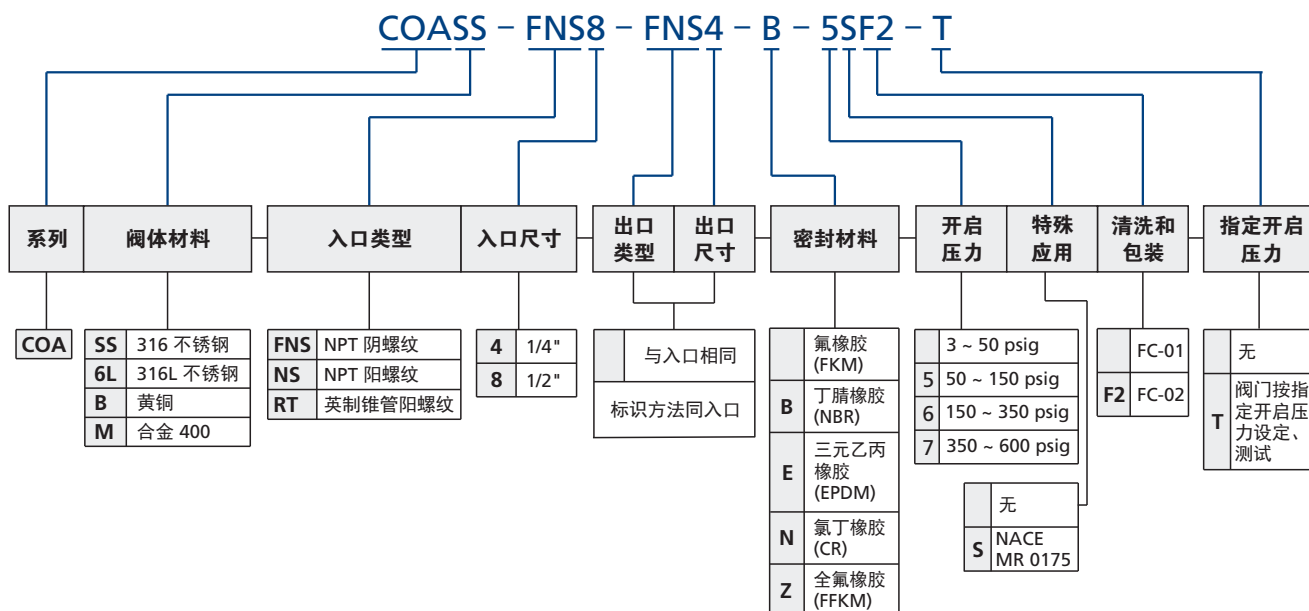 COASS – FNS8 – FNS4 – B – 5SF2 – T
系列
阀体材料
入口类型
入口尺寸
出口
类型
出口
尺寸
密封材料
开启
压力
特殊
应用
清洗和
包装
指定开启
压力
COA
SS 316 不锈钢
6L 316L 不锈钢
B 黄铜
M 合金 400
FNS NPT 阴螺纹
NS NPT 阳螺纹
RT 英制锥管阳螺纹
4 1/4"
8 1/2"
与入口相同
标识方法同入口
氟橡胶
(FKM)
B 丁腈橡胶
(NBR)
E 三元乙丙
橡胶
(EPDM)
N 氯丁橡胶
(CR)
Z 全氟橡胶
(FFKM)
3 ~ 50 psig
5 50 ~ 150 psig
6 150 ~ 350 psig
7 350 ~ 600 psig
无
S NACE
MR 0175
FC-01
F2 FC-02
无
T 阀门按指
定开启压
力设定、
测试